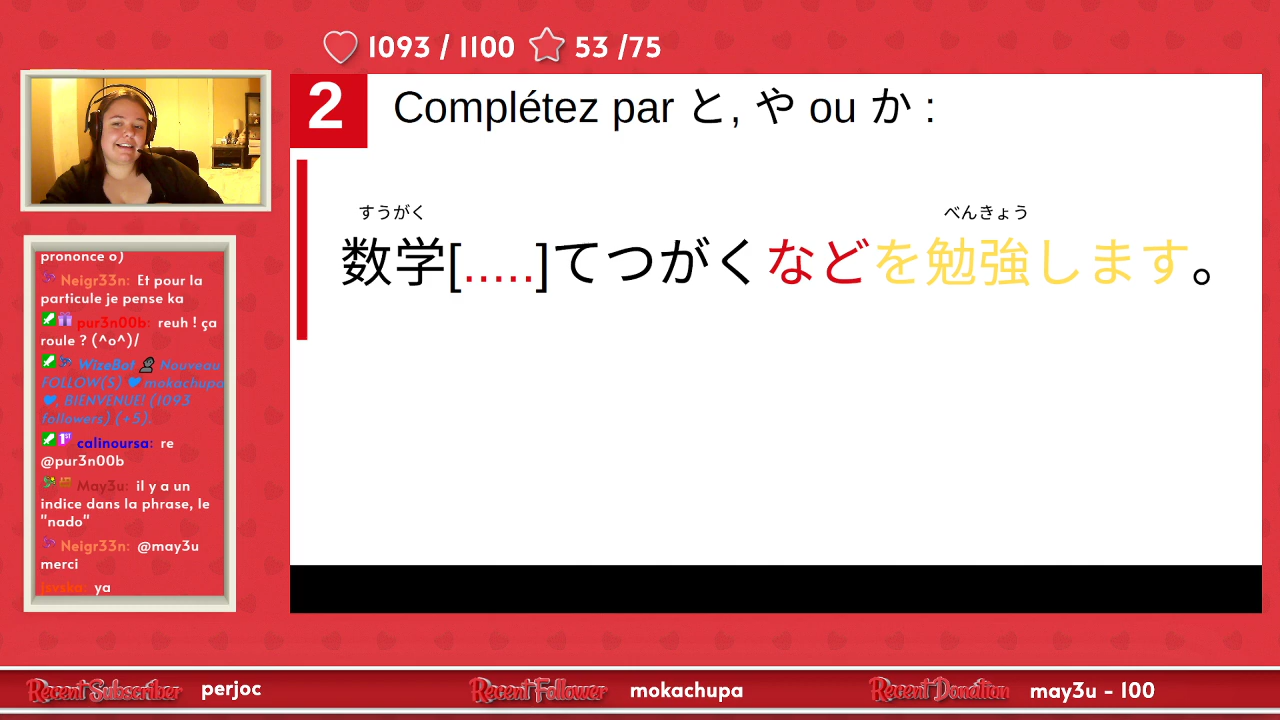 1093 / 1100 53 /75
2 Complétez par と, や ou か :
すうがく べんきょう
数学[.....]てつがくなどを勉強します。
prononce o)
Neigr33n: Et pour la
particule je pense ka
pur3n00b: reuh ! ça
roule ? (^o^)/
WizeBot Nouveau
FOLLOW(S) mokachupa
, BIENVENUE! (1093
followers) (+5).
calinoursa: re
@pur3n00b
May3u: il y a un
indice dans la phrase, le
"nado"
Neigr33n: @may3u
merci
jsvska: ya
Recent Subscriber perjoc Recent Follower mokachupa Recent Donation may3u - 100